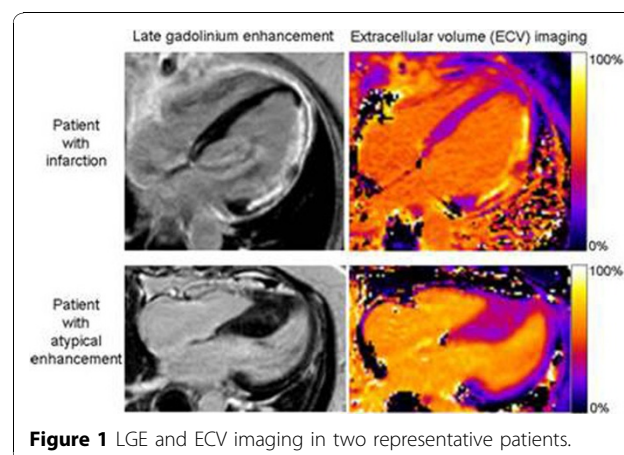 Late gadolinium enhancement
Extracellular volume (ECV) imaging
Patient
with
infarction
100%
0%
Patient
with
atypical
enhancement
100%
0%
Figure 1 LGE and ECV imaging in two representative patients.